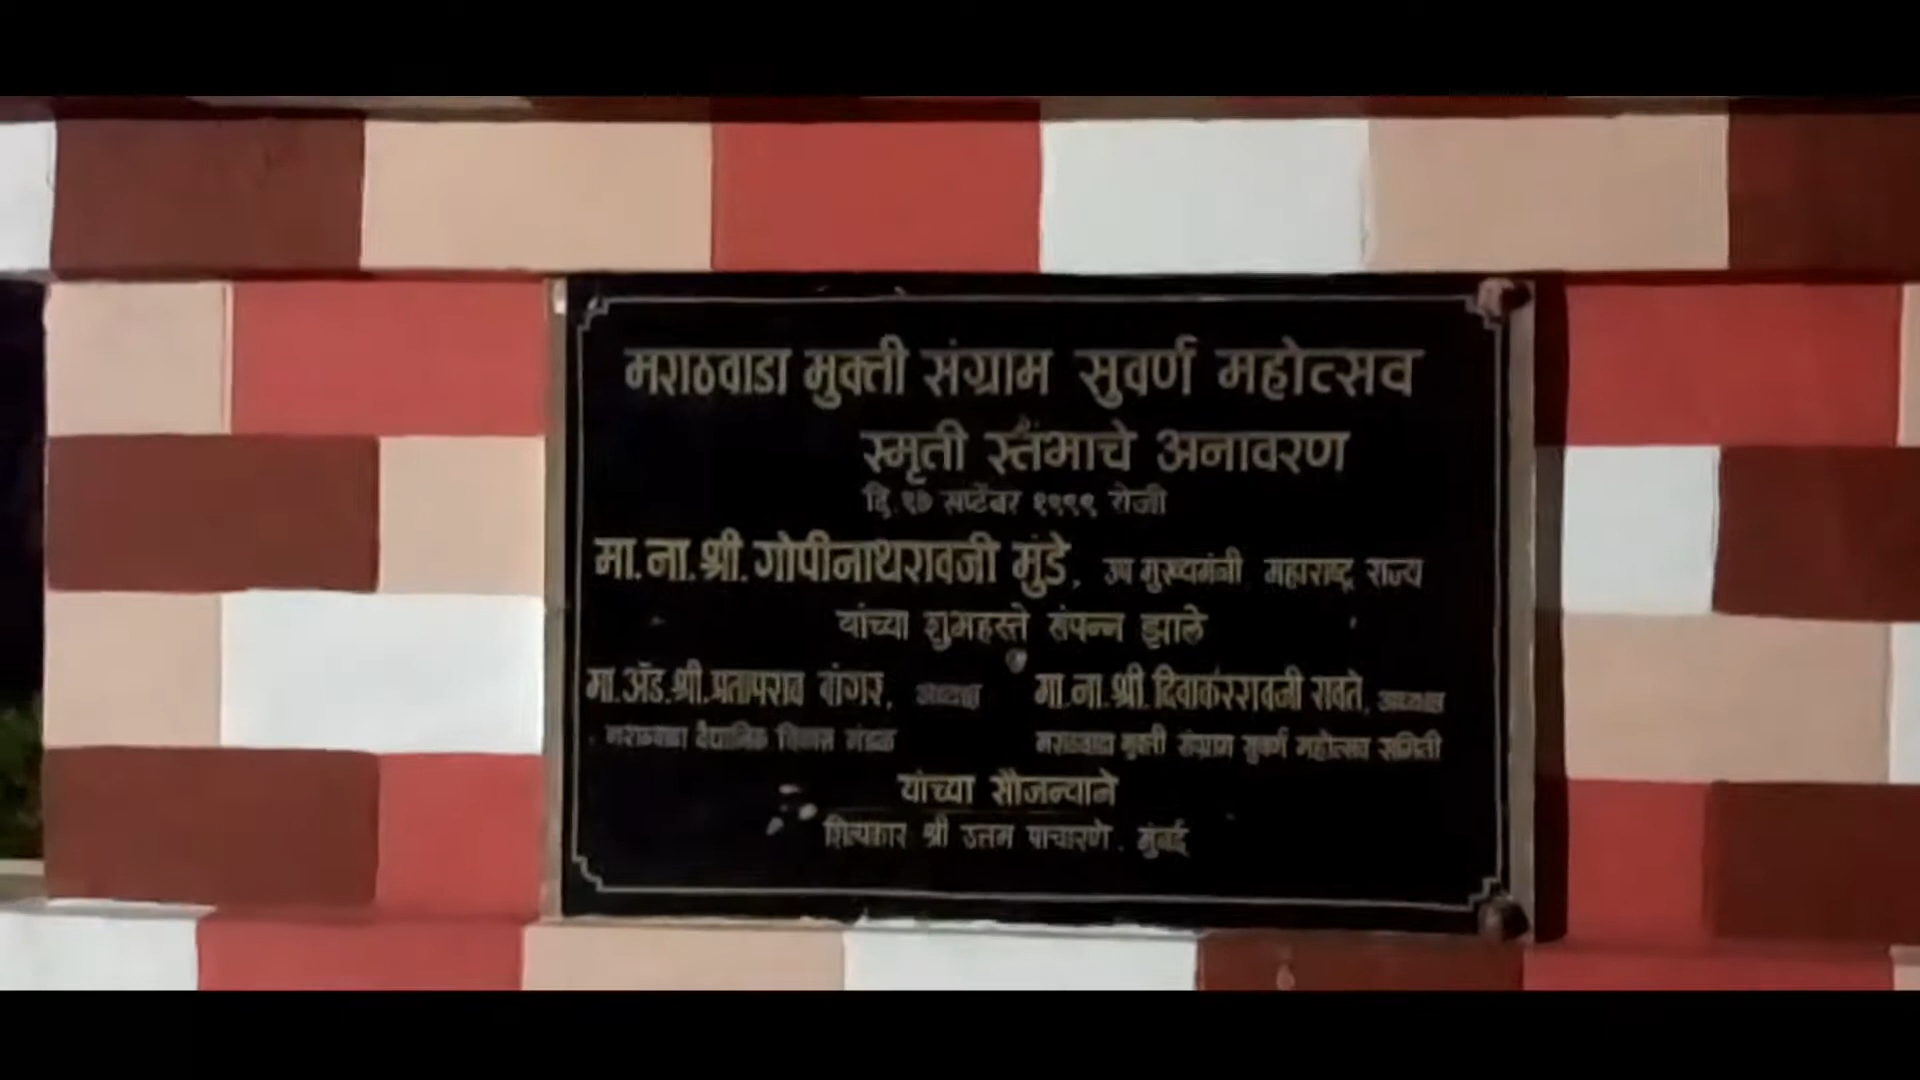 मराठवाडा मुक्ती संग्राम सुवर्ण महोत्सव
स्मृती स्तंभाचे अनावरण
दि. १७ सप्टेंबर १९९९ रोजी
मा. ना. श्री. गोपीनाथरावजी मुंडे, उप मुख्यमंत्री महाराष्ट्र राज्य
यांच्या शुभहस्ते संपन्न झाले
मा. ॲड. श्री. प्रतापराव बांगर, अध्यक्ष
मराठवाडा वैधानिक विकास मंडळ
मा. ना. श्री. दिवाकररावजी रावते, अध्यक्ष
मराठवाडा मुक्ती संग्राम सुवर्ण महोत्सव समिती
यांच्या सौजन्याने
शिल्पकार श्री उत्तम पाचारणे, मुंबई